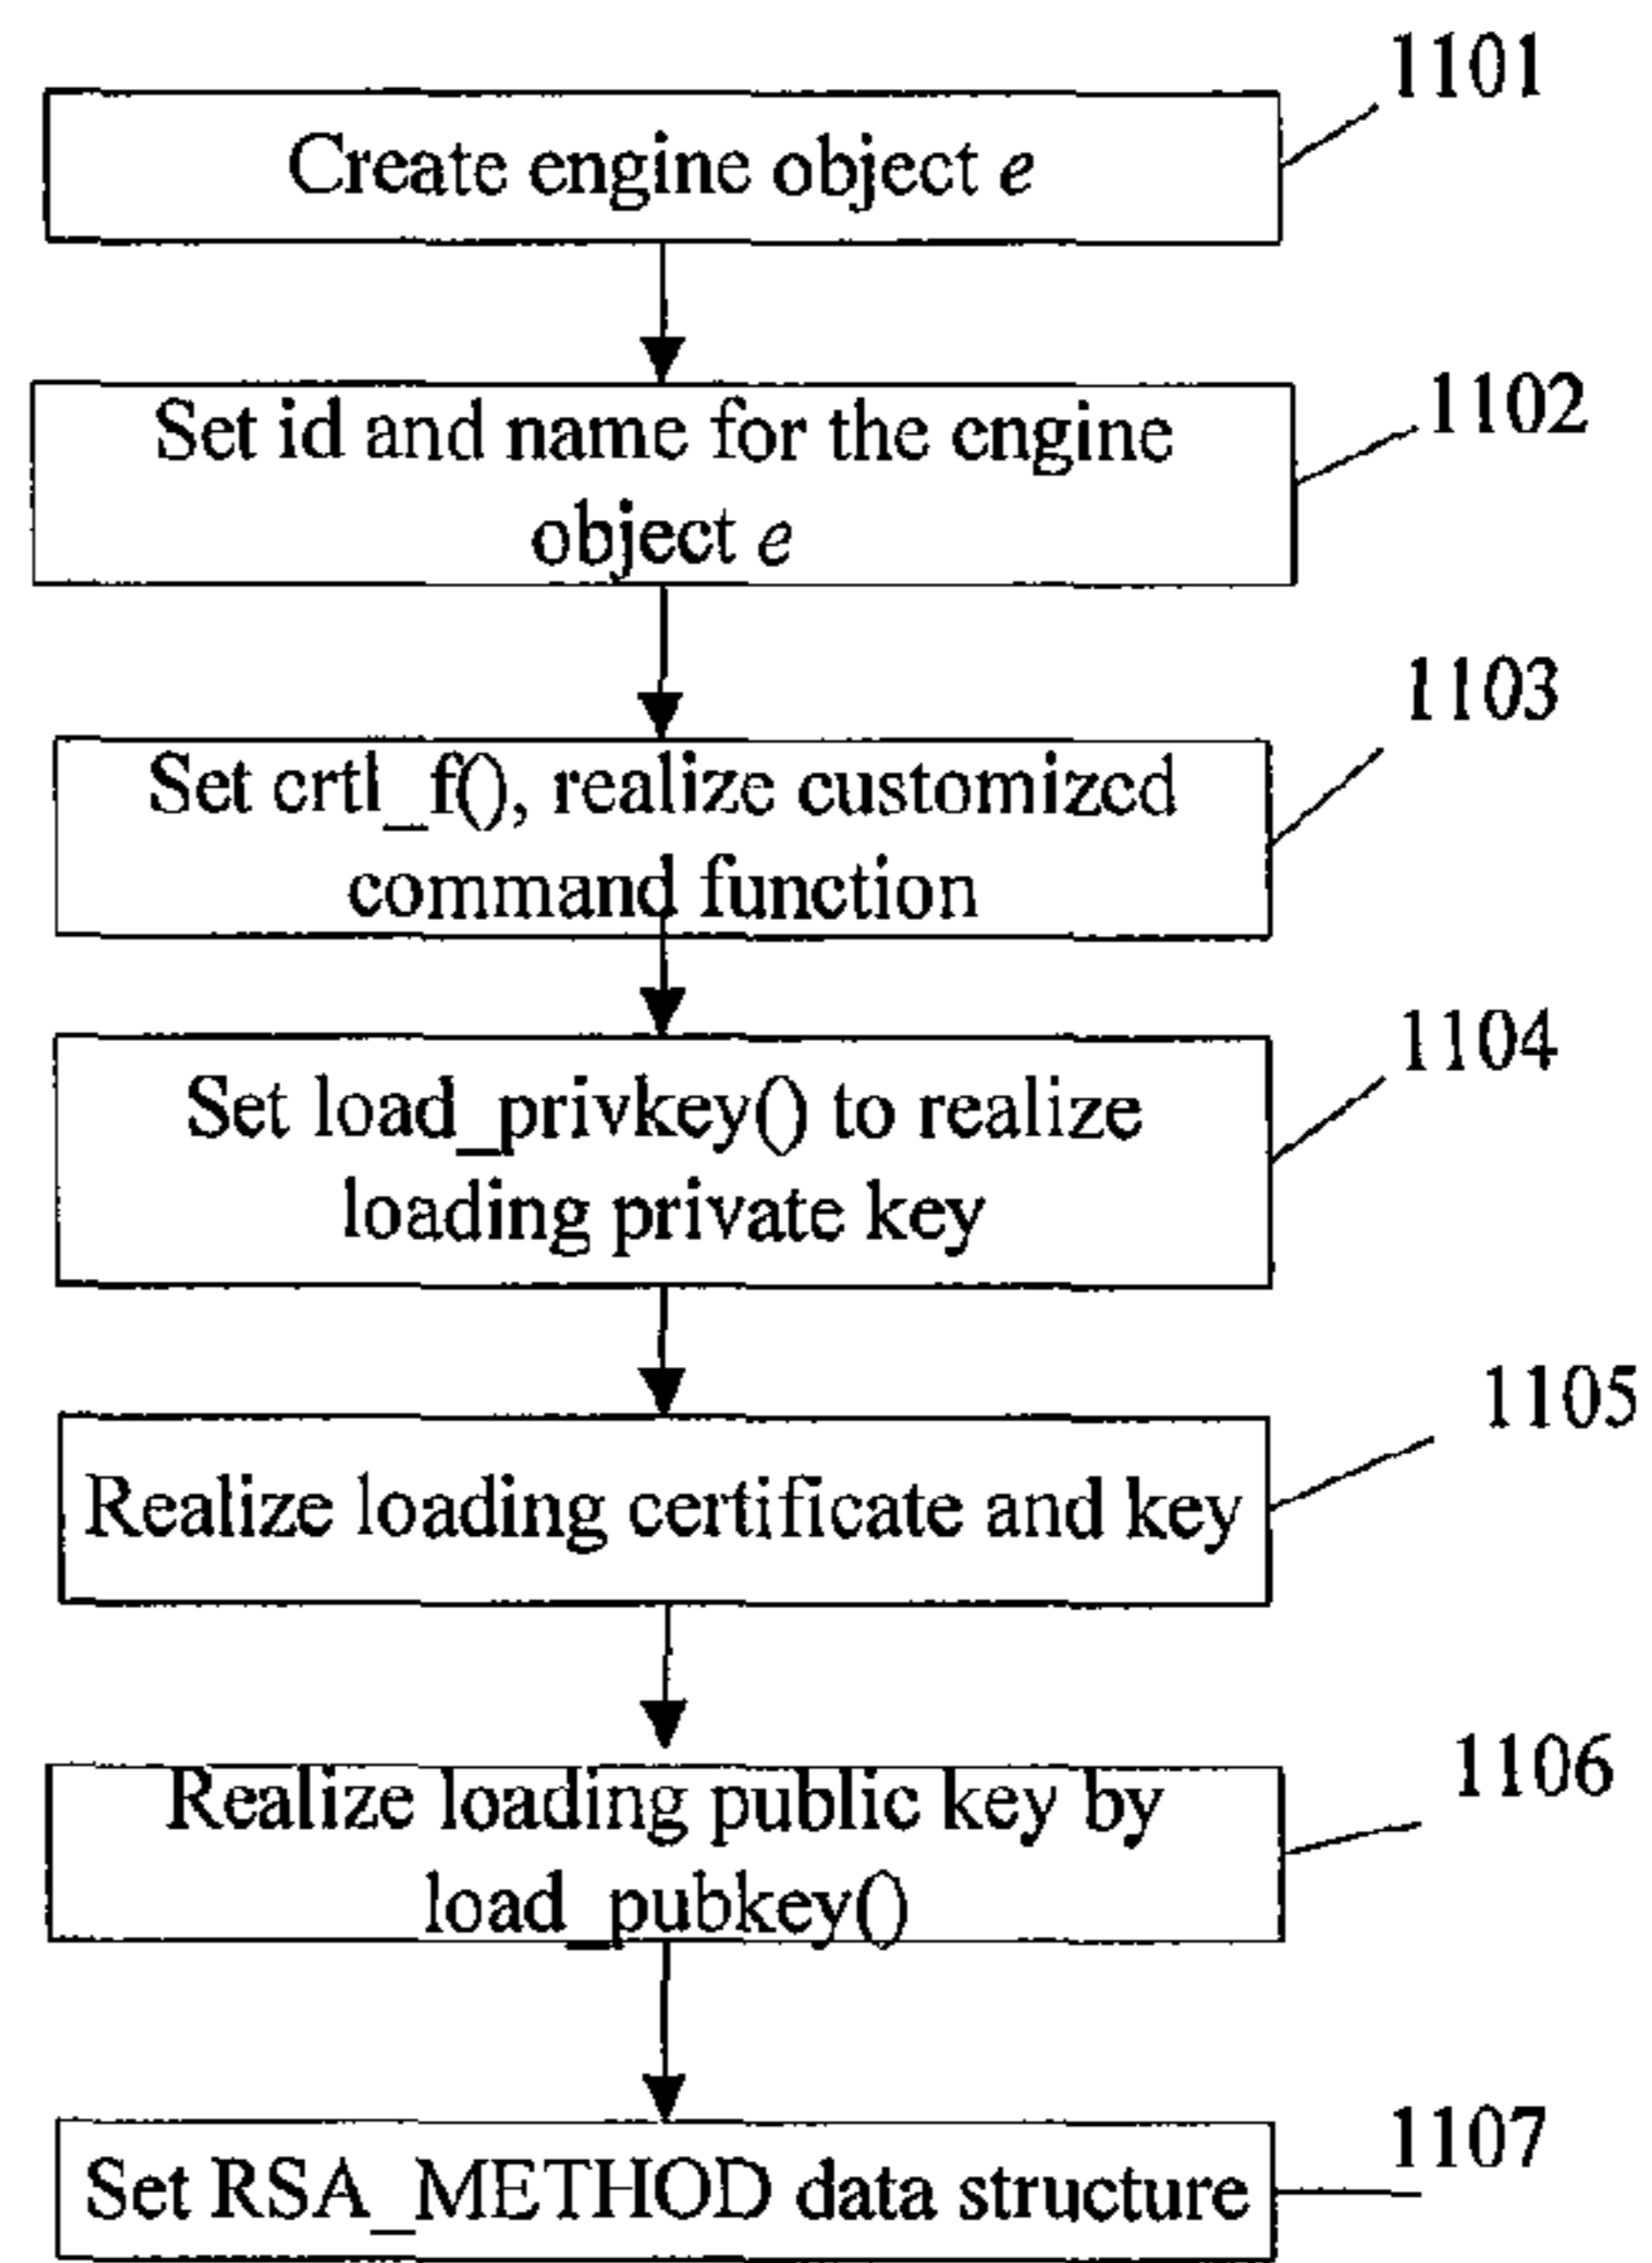 1101
Create engine object e
1102
Set id and name for the engine
object e
1103
Set crtl_f(), realize customized
command function
1104
Set load_privkey() to realize
loading private key
1105
Realize loading certificate and key
1106
Realize loading public key by
load_pubkey()
1107
Set RSA_METHOD data structure